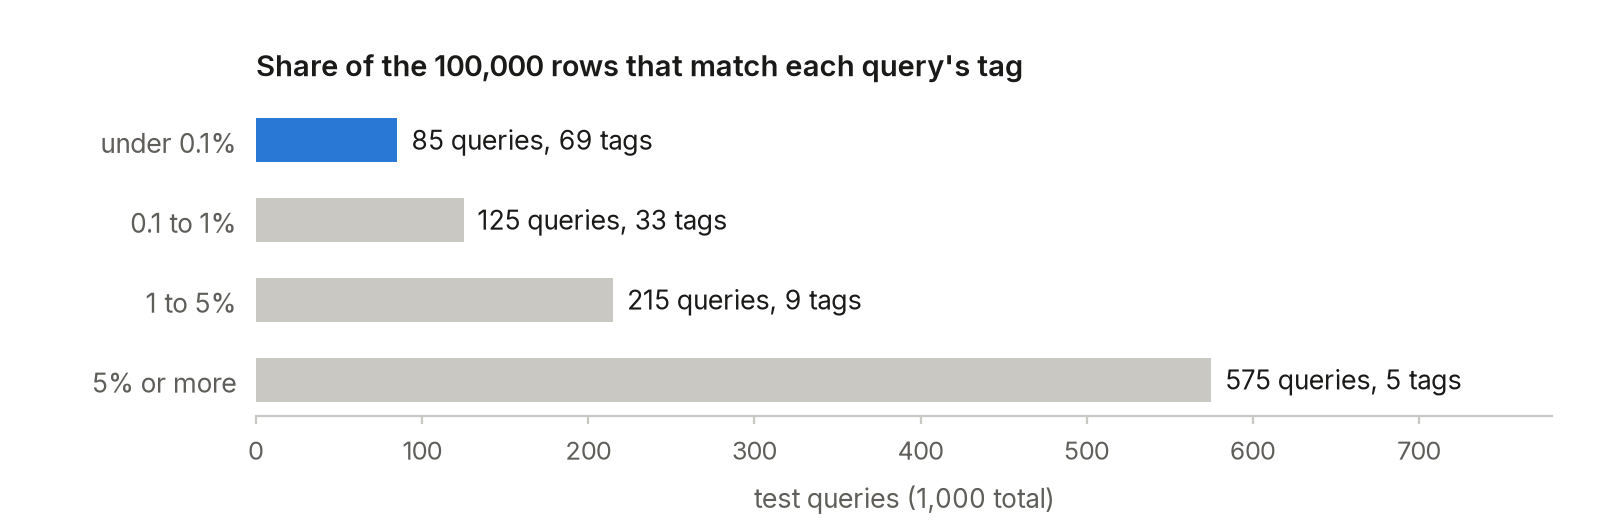 Share of the 100,000 rows that match each query's tag
under 0.1% 85 queries, 69 tags
0.1 to 1% 125 queries, 33 tags
1 to 5% 215 queries, 9 tags
5% or more 575 queries, 5 tags
0 100 200 300 400 500 600 700
test queries (1,000 total)